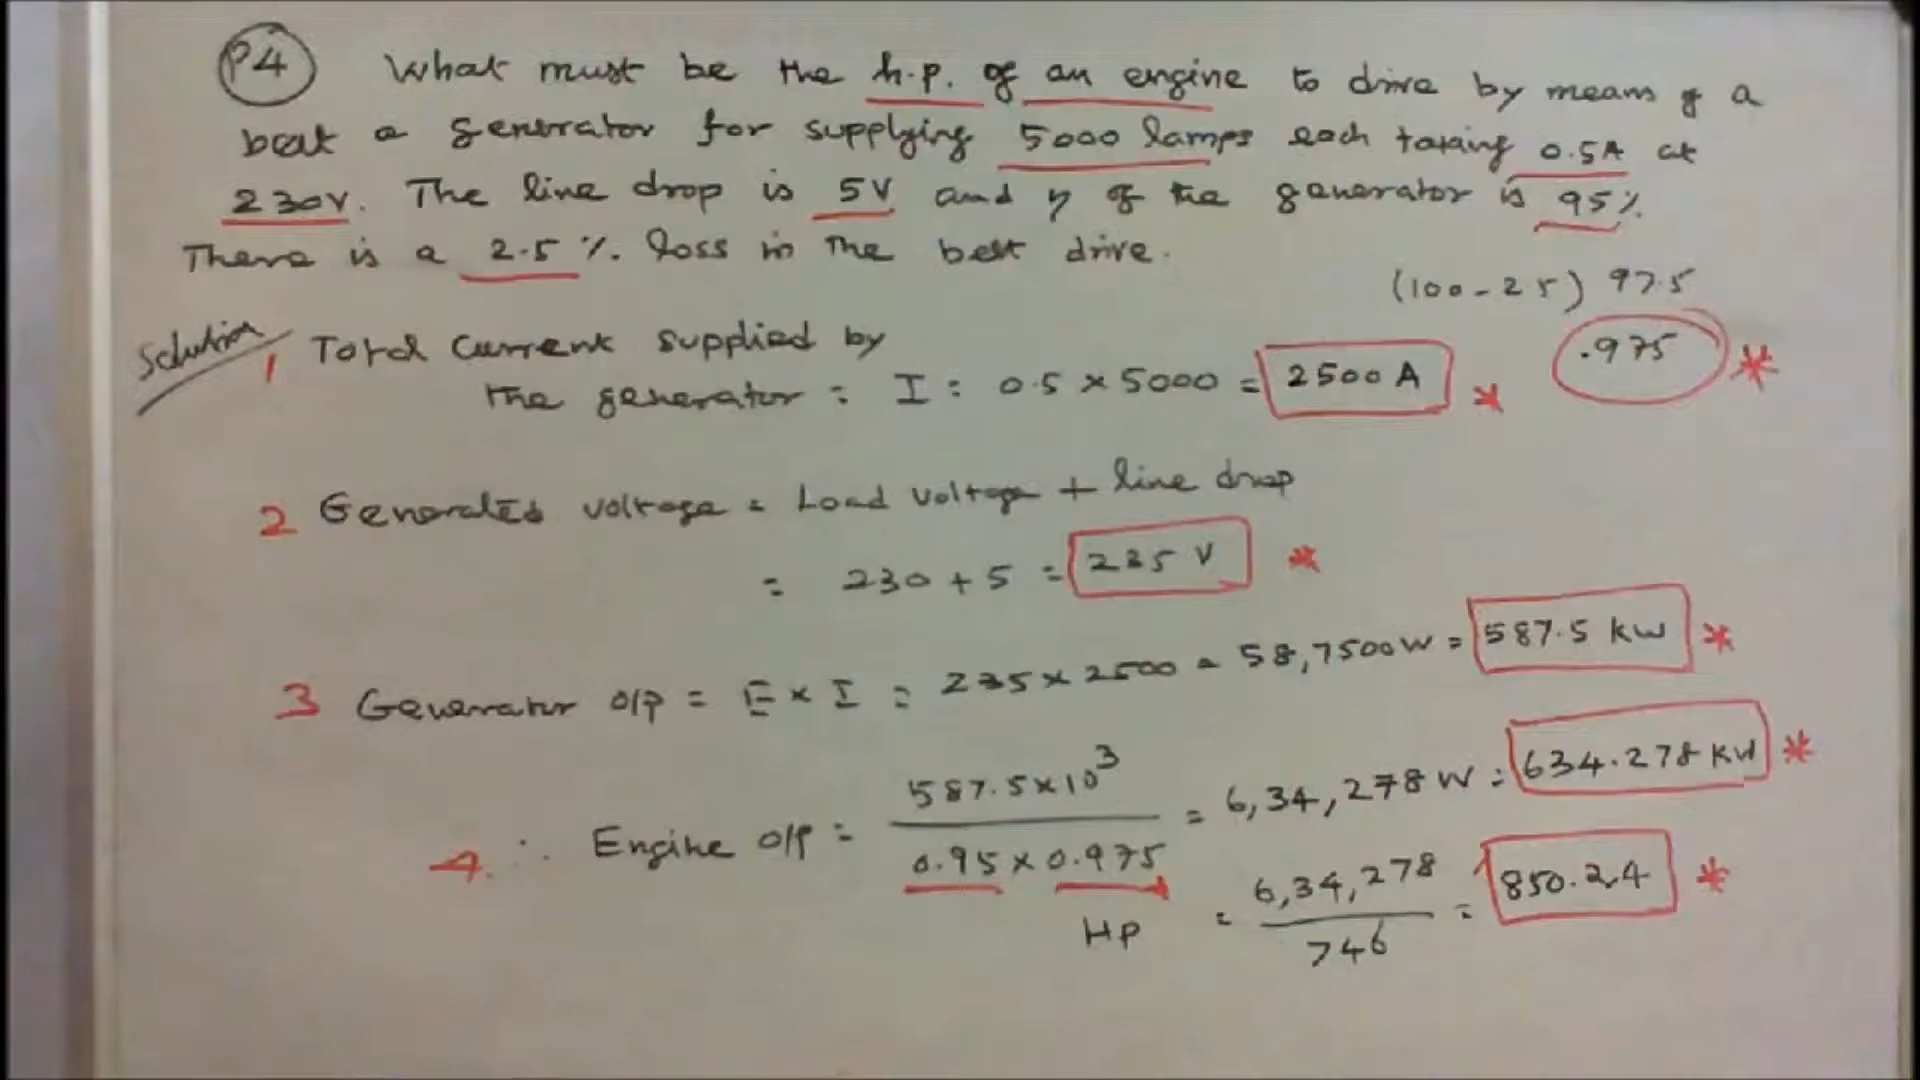 P4 What must be the h.p. of an engine to drive by means of a
belt a generator for supplying 5000 lamps each taking 0.5A at
230V. The line drop is 5V and η of the generator is 95%.
There is a 2.5 %. loss in the belt drive.
(100-2.5) 97.5
.975
Solution
1 Total current supplied by
the generator = I = 0.5 × 5000 = 2500 A
2 Generated voltage = Load voltage + line drop
= 230 + 5 = 235 V
3 Generator o/p = E × I = 235 × 2500 = 58,7500W = 587.5 kW
4. ∴ Engine o/p = 587.5×10³ / 0.95 × 0.975 = 6,34,278 W = 634.278 kW
HP = 6,34,278 / 746 = 850.24